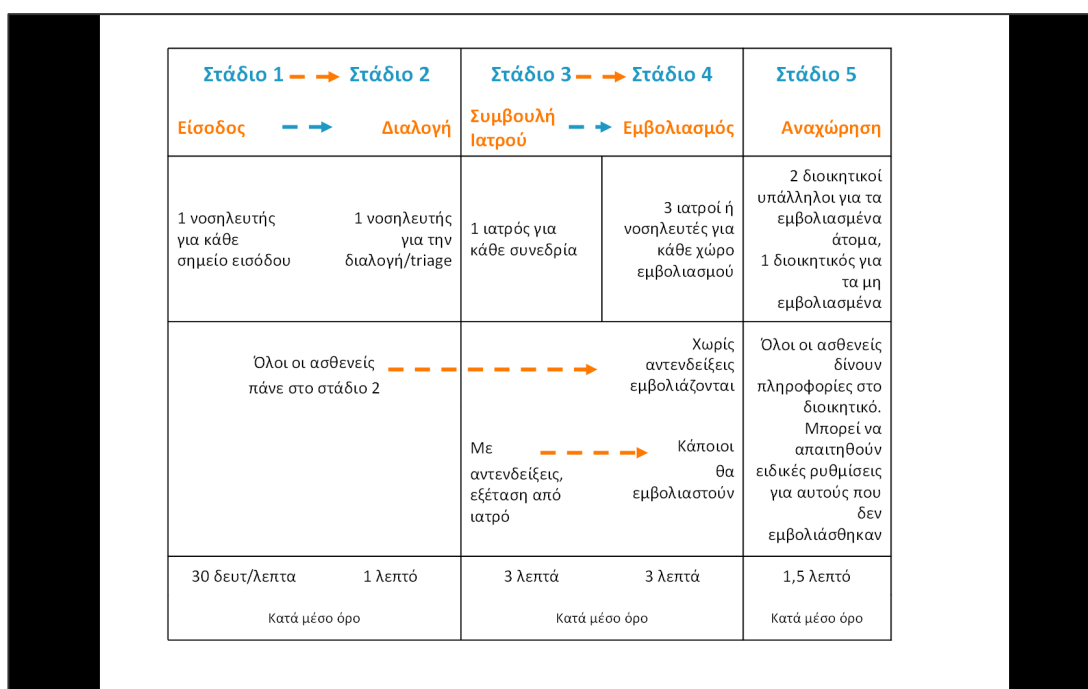 Στάδιο 1 Στάδιο 2
Είσοδος Διαλογή
Στάδιο 3 Στάδιο 4
Συμβουλή
Ιατρού
Εμβολιασμός
Στάδιο 5
Αναχώρηση
1 νοσηλευτής
για κάθε
σημείο εισόδου
1 νοσηλευτής
για την
διαλογή/triage
1 ιατρός για
κάθε συνεδρία
3 ιατροί ή
νοσηλευτές για
κάθε χώρο
εμβολιασμού
2 διοικητικοί
υπάλληλοι για τα
εμβολιασμένα
άτομα,
1 διοικητικός για
τα μη
εμβολιασμένα
Όλοι οι ασθενείς
πάνε στο στάδιο 2
Χωρίς
αντενδείξεις
εμβολιάζονται
Με
αντενδείξεις,
εξέταση από
ιατρό
Κάποιοι
θα
εμβολιαστούν
Όλοι οι ασθενείς
δίνουν
πληροφορίες στο
διοικητικό.
Μπορεί να
απαιτηθούν
ειδικές ρυθμίσεις
για αυτούς που
δεν
εμβολιάσθηκαν
30 δευτ/λεπτα 1 λεπτό
Κατά μέσο όρο
3 λεπτά 3 λεπτά
Κατά μέσο όρο
1,5 λεπτό
Κατά μέσο όρο